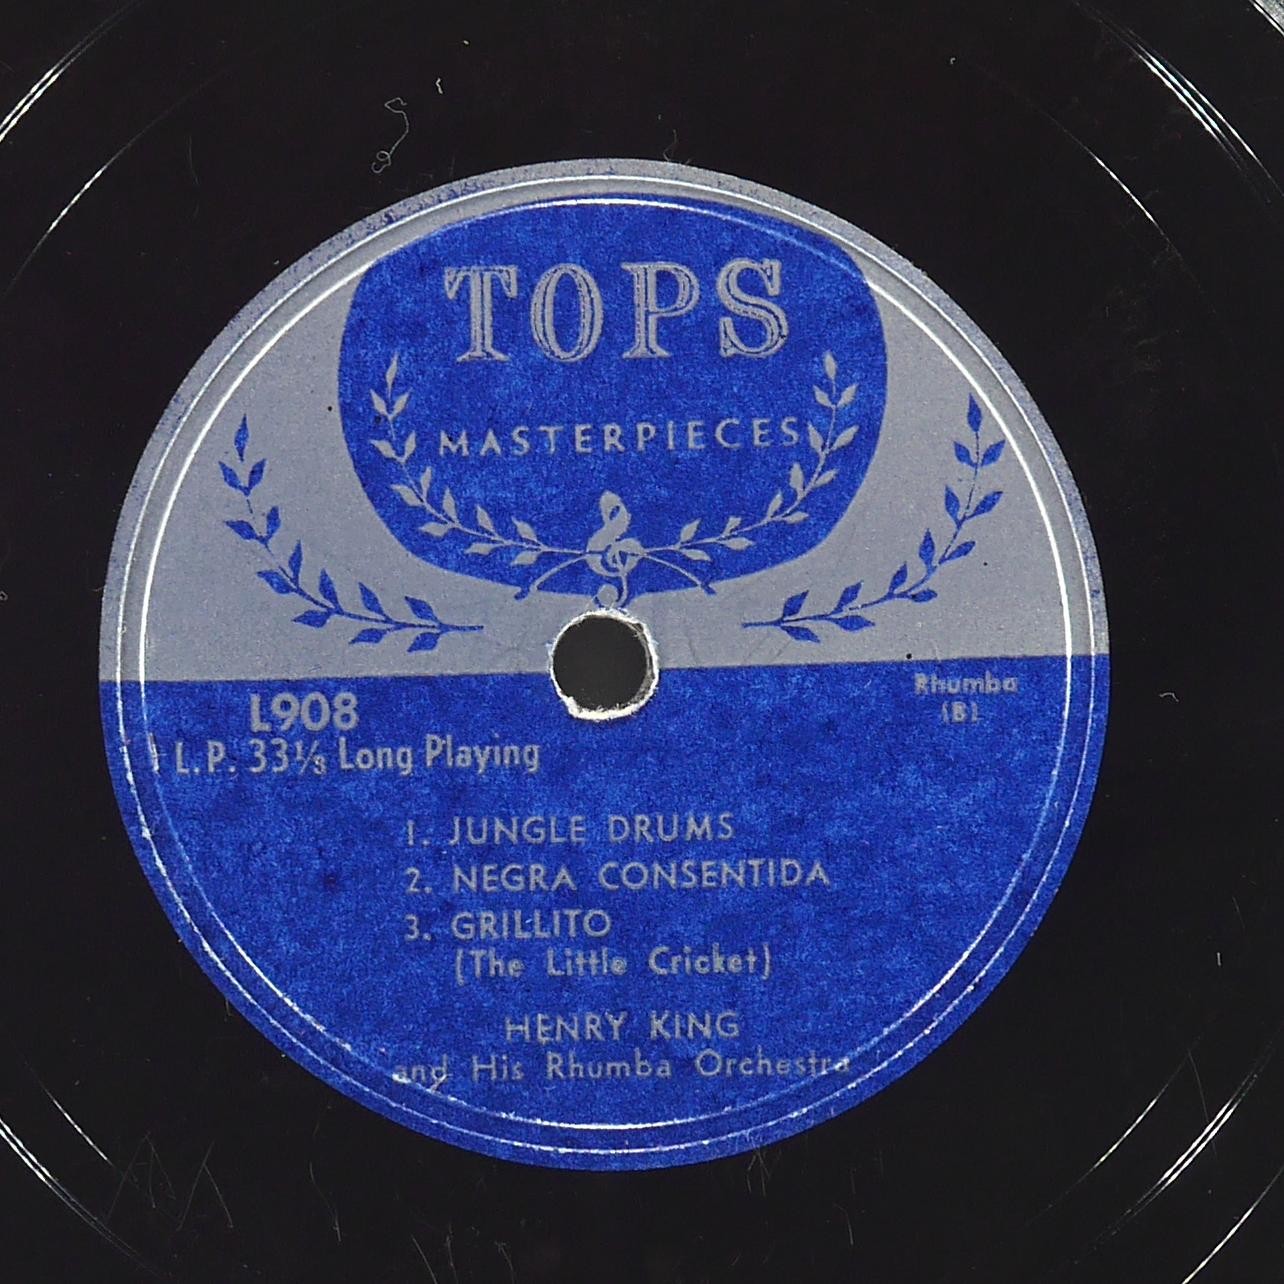 TOPS
MASTERPIECES
L908
Rhumba
(B)
L.P. 33⅓ Long Playing
1. JUNGLE DRUMS
2. NEGRA CONSENTIDA
3. GRILLITO
(The Little Cricket)
HENRY KING
and His Rhumba Orchestra